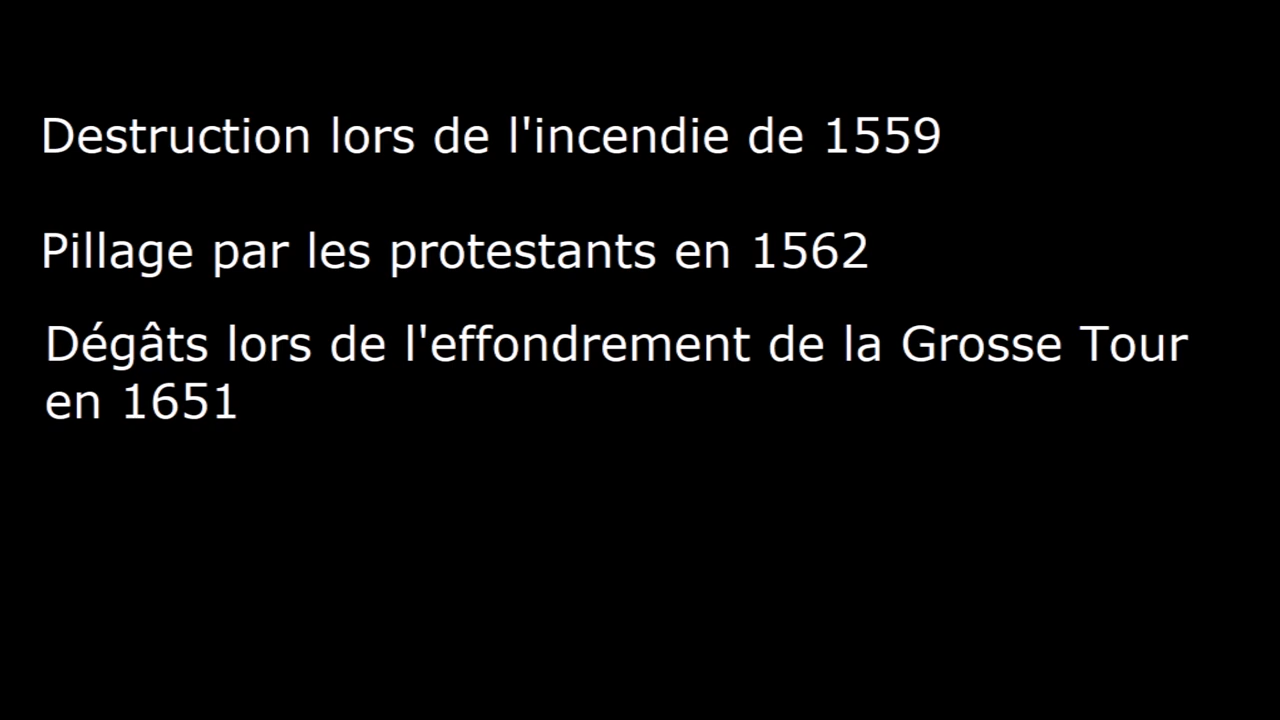 Destruction lors de l'incendie de 1559
Pillage par les protestants en 1562
Dégâts lors de l'effondrement de la Grosse Tour
en 1651